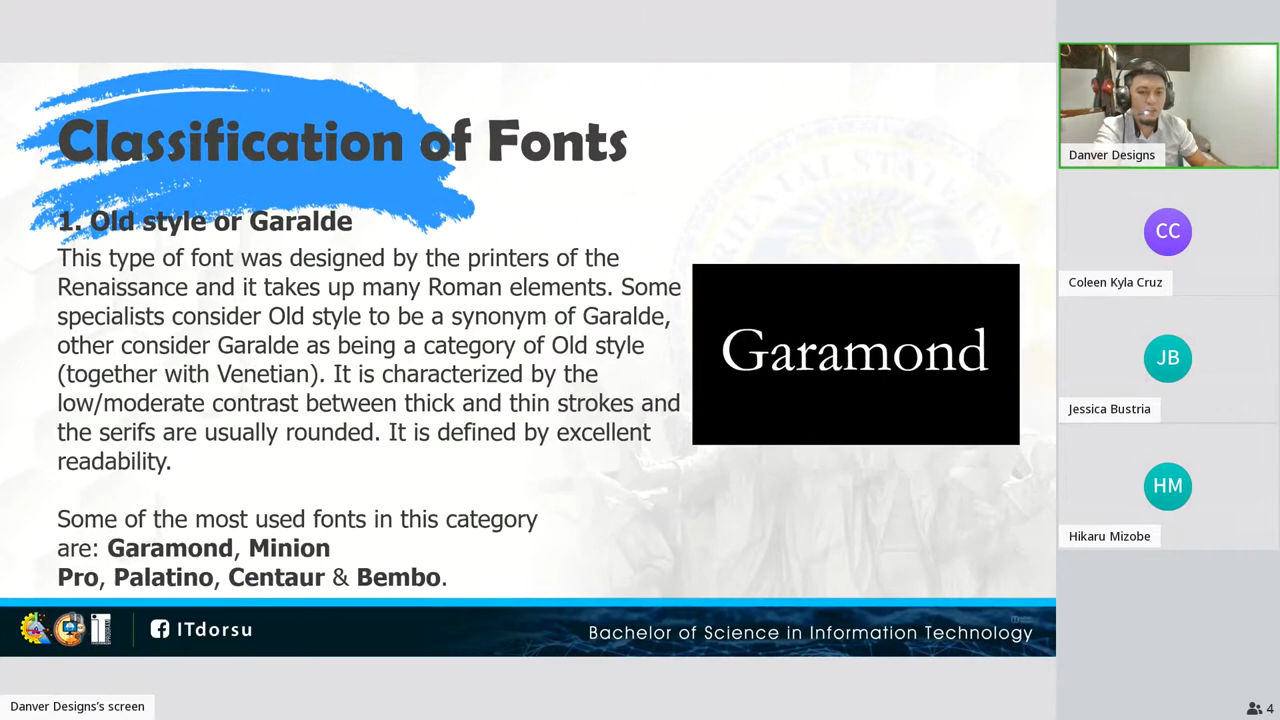 Classification of Fonts
1. Old style or Garalde
This type of font was designed by the printers of the
Renaissance and it takes up many Roman elements. Some
specialists consider Old style to be a synonym of Garalde,
other consider Garalde as being a category of Old style
(together with Venetian). It is characterized by the
low/moderate contrast between thick and thin strokes and
the serifs are usually rounded. It is defined by excellent
readability.
Some of the most used fonts in this category
are: Garamond, Minion
Pro, Palatino, Centaur & Bembo.
Garamond
ITdorsu
Bachelor of Science in Information Technology
Danver Designs's screen
Danver Designs
CC
Coleen Kyla Cruz
JB
Jessica Bustria
HM
Hikaru Mizobe
4